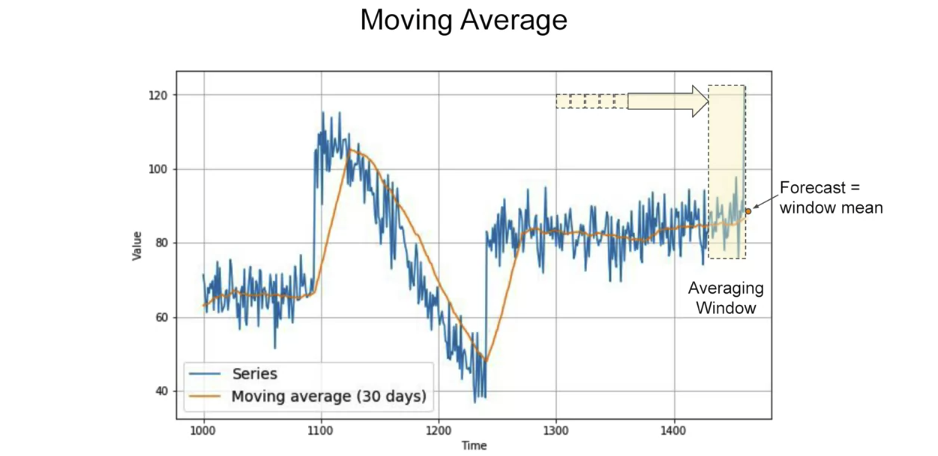 Moving Average
120
100
80
60
40
Value
Series
Moving average (30 days)
1000
1100
1200
1300
1400
Time
Forecast =
window mean
Averaging
Window